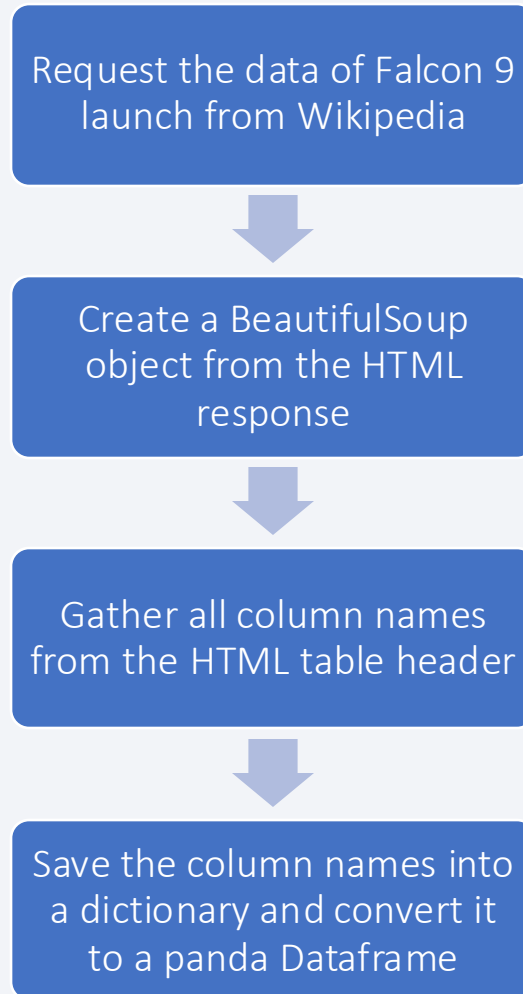 Request the data of Falcon 9
launch from Wikipedia
Create a BeautifulSoup
object from the HTML
response
Gather all column names
from the HTML table header
Save the column names into
a dictionary and convert it
to a panda Dataframe